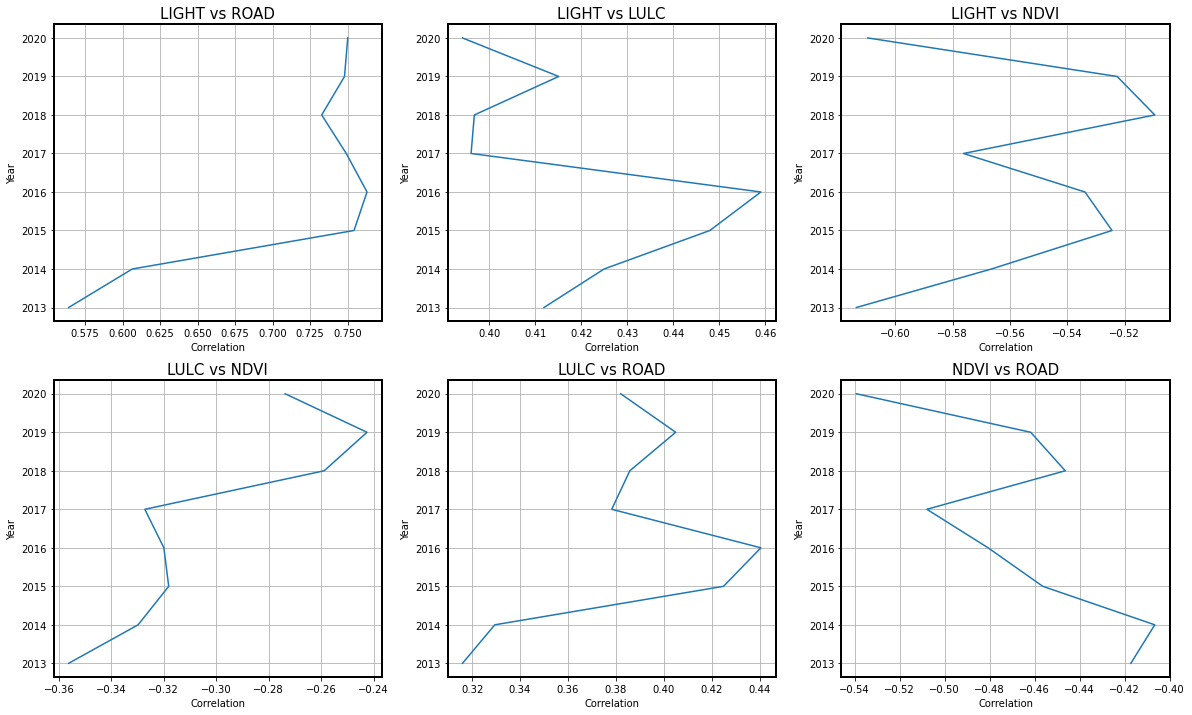 LIGHT vs ROAD
2020
2019
2018
2017
2016
2015
2014
2013
Year
0.575 0.600 0.625 0.650 0.675 0.700 0.725 0.750
Correlation
LIGHT vs LULC
2020
2019
2018
2017
2016
2015
2014
2013
Year
0.40 0.41 0.42 0.43 0.44 0.45 0.46
Correlation
LIGHT vs NDVI
2020
2019
2018
2017
2016
2015
2014
2013
Year
−0.60 −0.58 −0.56 −0.54 −0.52
Correlation
LULC vs NDVI
2020
2019
2018
2017
2016
2015
2014
2013
Year
−0.36 −0.34 −0.32 −0.30 −0.28 −0.26 −0.24
Correlation
LULC vs ROAD
2020
2019
2018
2017
2016
2015
2014
2013
Year
0.32 0.34 0.36 0.38 0.40 0.42 0.44
Correlation
NDVI vs ROAD
2020
2019
2018
2017
2016
2015
2014
2013
Year
−0.54 −0.52 −0.50 −0.48 −0.46 −0.44 −0.42 −0.40
Correlation